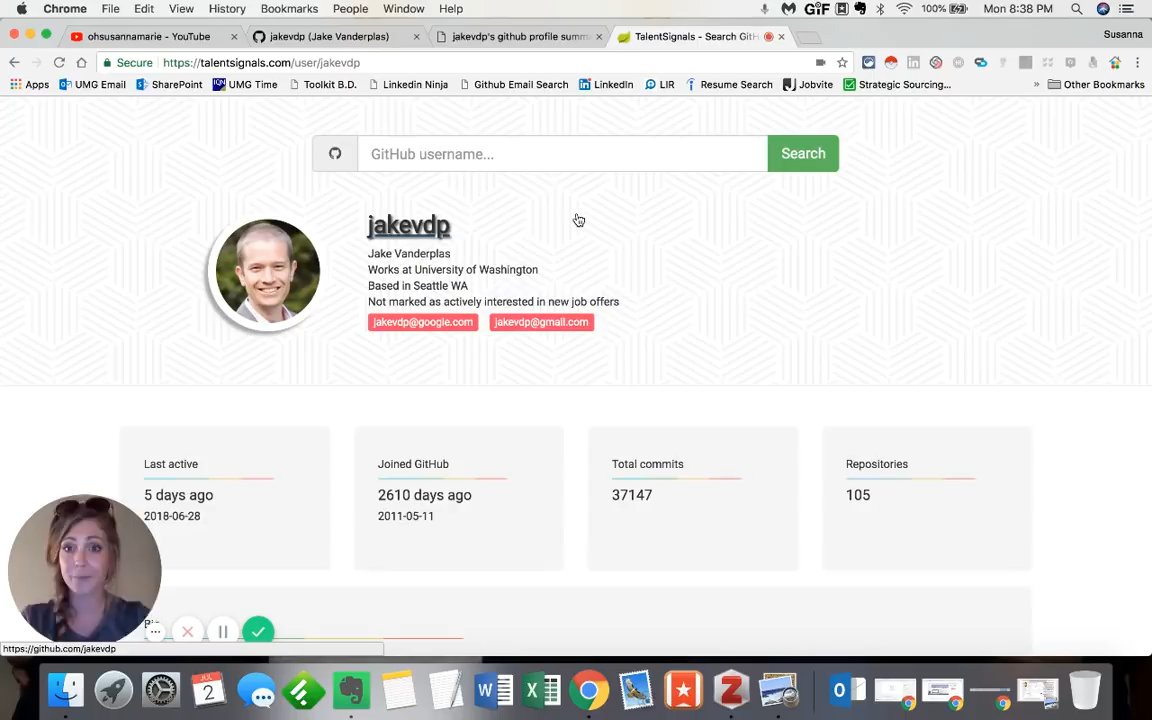 Chrome File Edit View History Bookmarks People Window Help GiF 100% Mon 8:38 PM
ohsusannamarie - YouTube × jakevdp (Jake Vanderplas) × jakevdp's github profile summ × TalentSignals - Search GitH × Susanna
Secure https://talentsignals.com/user/jakevdp
Apps UMG Email SharePoint UMG Time Toolkit B.D. Linkedin Ninja Github Email Search LinkedIn LIR Resume Search Jobvite Strategic Sourcing... » Other Bookmarks
GitHub username... Search
jakevdp
Jake Vanderplas
Works at University of Washington
Based in Seattle WA
Not marked as actively interested in new job offers
jakevdp@google.com jakevdp@gmail.com
Last active Joined GitHub Total commits Repositories
5 days ago 2610 days ago 37147 105
2018-06-28 2011-05-11
https://github.com/jakevdp
JUL
2